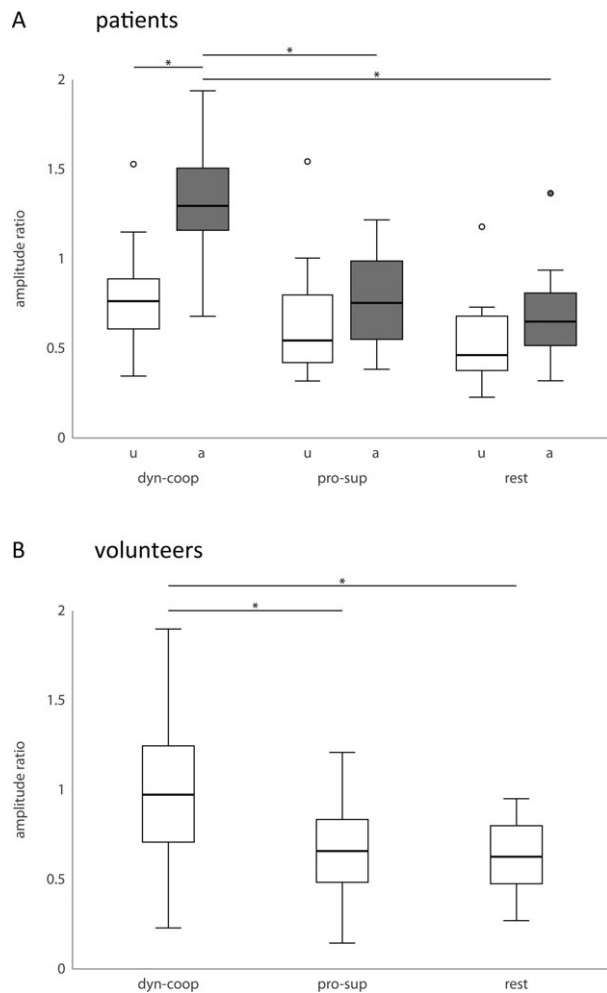 A patients
*
*
*
2
1.5
1
0.5
0
amplitude ratio
u a u a u a
dyn-coop pro-sup rest
B volunteers
*
*
2
1.5
1
0.5
0
amplitude ratio
dyn-coop pro-sup rest